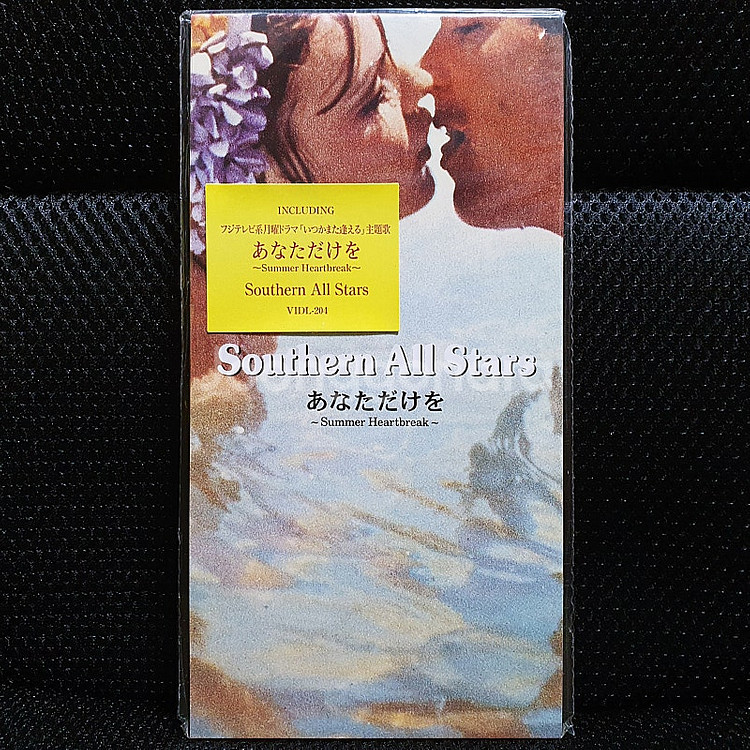 INCLUDING
フジテレビ系月曜ドラマ「いつかまた逢える」主題歌
あなただけを
～Summer Heartbreak～
Southern All Stars
VIDL-204
Southern All Stars
あなただけを
～Summer Heartbreak～